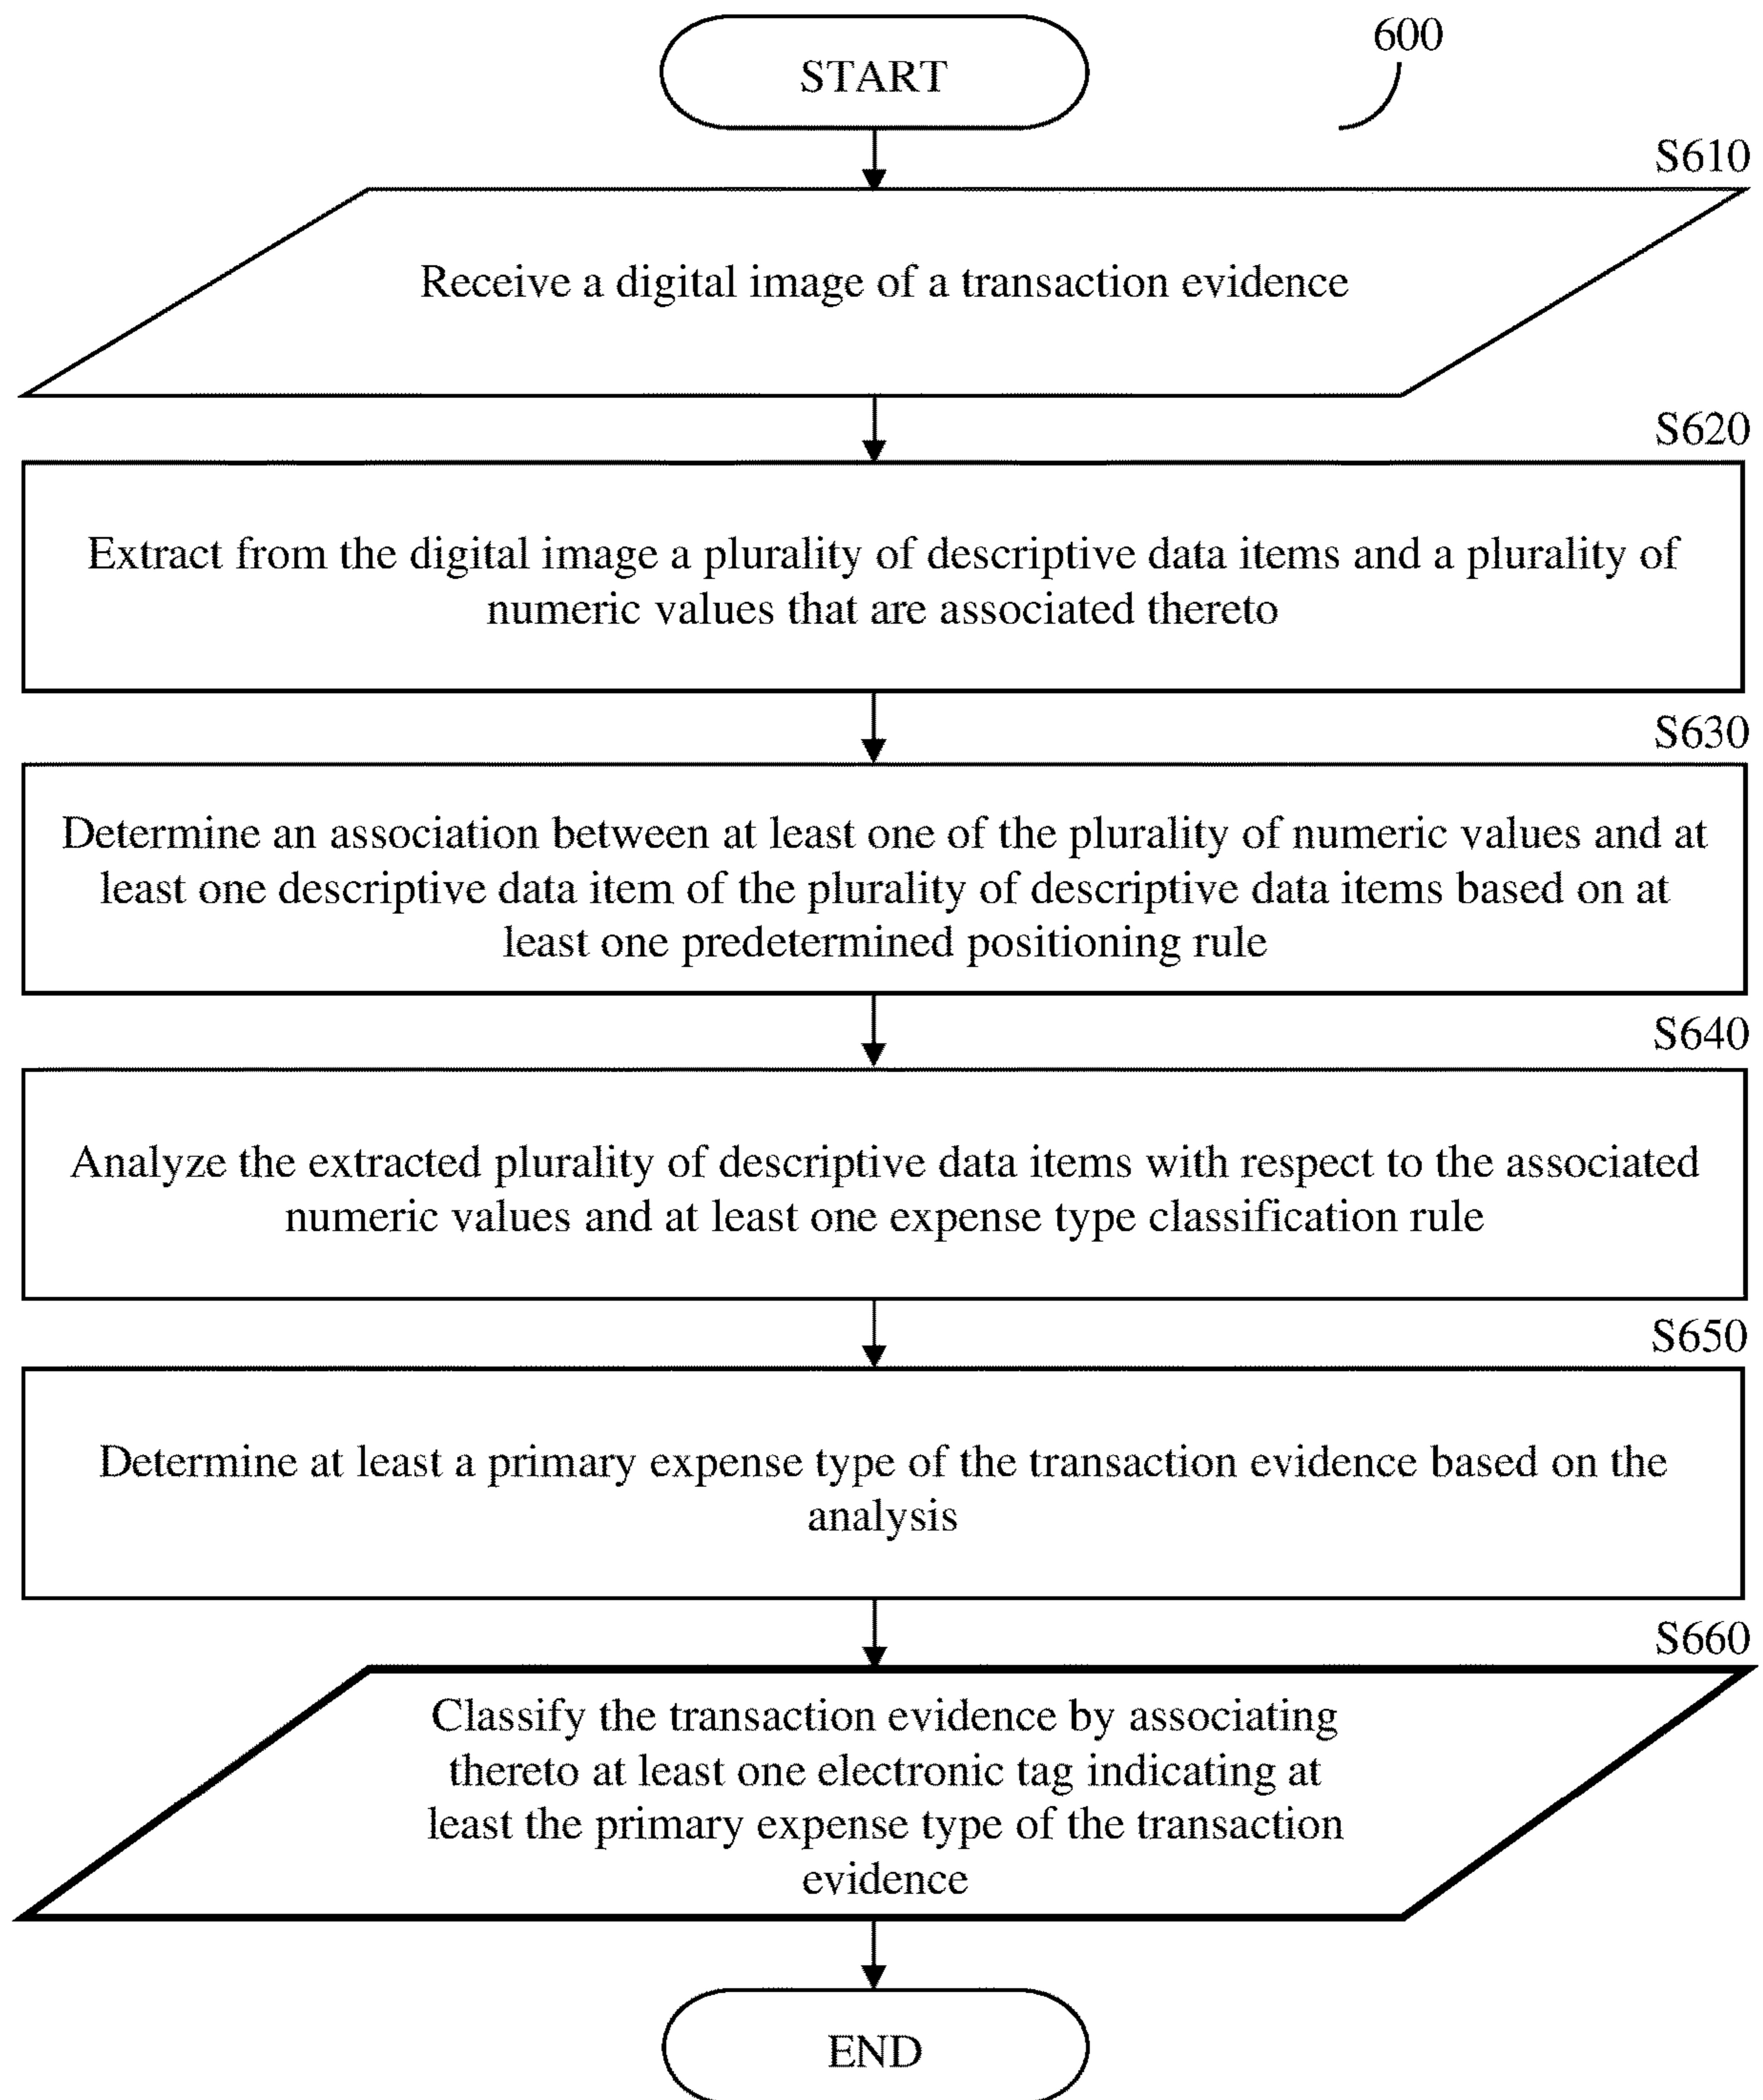 START
600
S610
Receive a digital image of a transaction evidence
S620
Extract from the digital image a plurality of descriptive data items and a plurality of
numeric values that are associated thereto
S630
Determine an association between at least one of the plurality of numeric values and at
least one descriptive data item of the plurality of descriptive data items based on at
least one predetermined positioning rule
S640
Analyze the extracted plurality of descriptive data items with respect to the associated
numeric values and at least one expense type classification rule
S650
Determine at least a primary expense type of the transaction evidence based on the
analysis
S660
Classify the transaction evidence by associating
thereto at least one electronic tag indicating at
least the primary expense type of the transaction
evidence
END